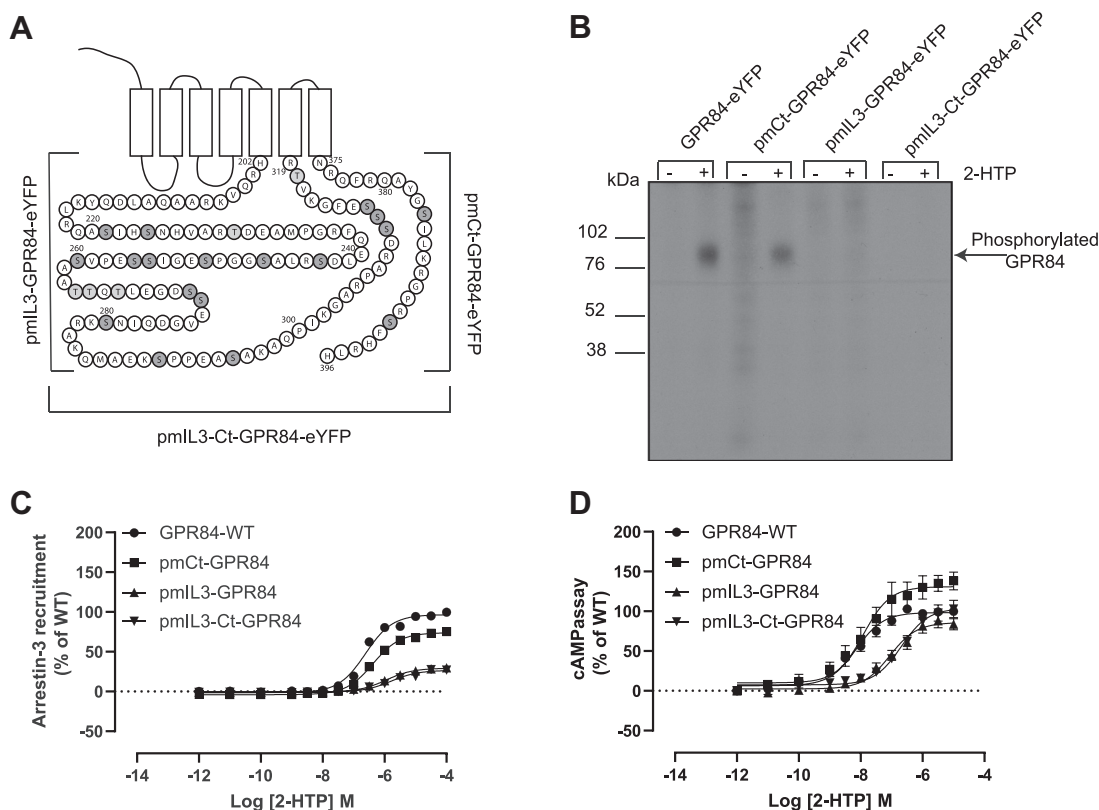 A
202 H R N 375
319 T R
L K Y Q D L A Q A A R K V Q R
V K G F E S S S D R A P R A G K I P Q A K A S A E P P S K E A M Q K A
R Q F R Q A Y G S I L K R G P R S F H R L H
380
220
R Q A S I H S N H V A R T D E A M P G R F Q
260 240
S V P E S S I G E S P G G S A L R S D L E
A A T T Q T L E G D S S
280
R K S N I Q D G V E
300
396
pmIL3-GPR84-eYFP
pmCt-GPR84-eYFP
pmIL3-Ct-GPR84-eYFP
B
GPR84-eYFP
pmCt-GPR84-eYFP
pmIL3-GPR84-eYFP
pmIL3-Ct-GPR84-eYFP
- + - + - + - + 2-HTP
kDa
102
76
52
38
Phosphorylated
GPR84
C
GPR84-WT
pmCt-GPR84
pmIL3-GPR84
pmIL3-Ct-GPR84
Arrestin-3 recruitment
(% of WT)
200
150
100
50
0
-50
-14 -12 -10 -8 -6 -4
Log [2-HTP] M
D
GPR84-WT
pmCt-GPR84
pmIL3-GPR84
pmIL3-Ct-GPR84
cAMPassay
(% of WT)
200
150
100
50
0
-50
-14 -12 -10 -8 -6 -4
Log [2-HTP] M